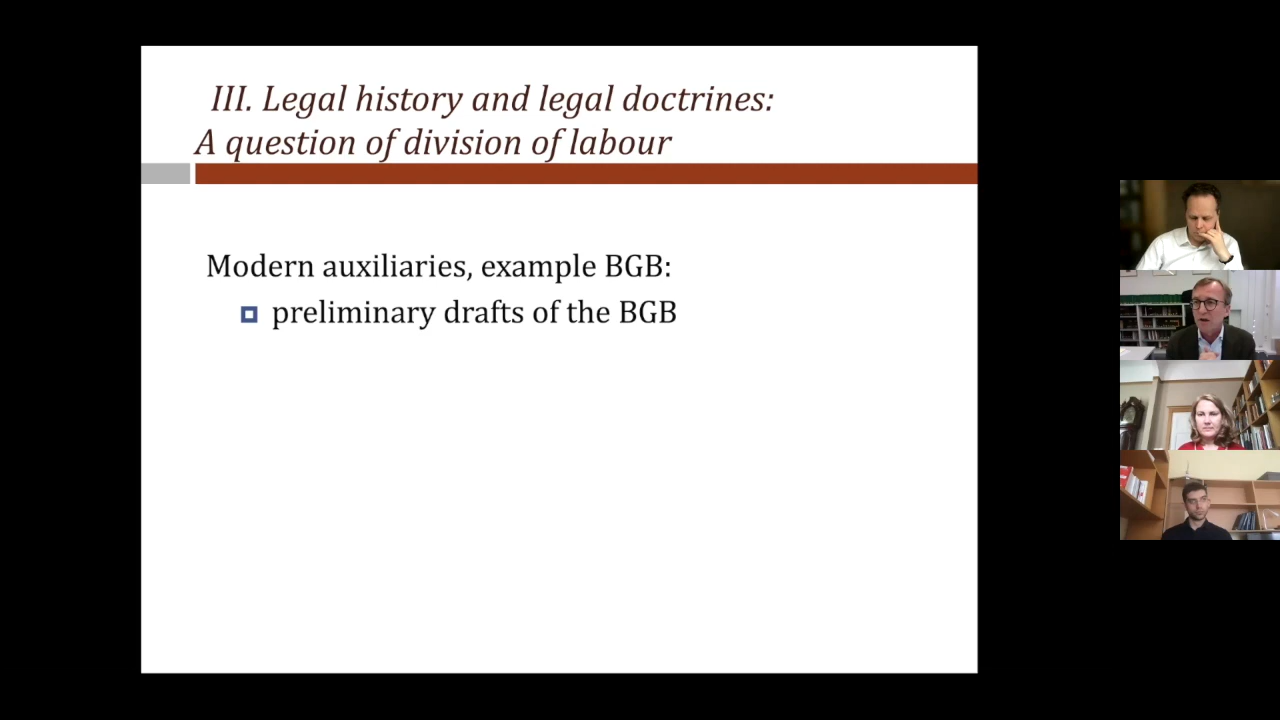 III. Legal history and legal doctrines:
A question of division of labour
Modern auxiliaries, example BGB:
preliminary drafts of the BGB